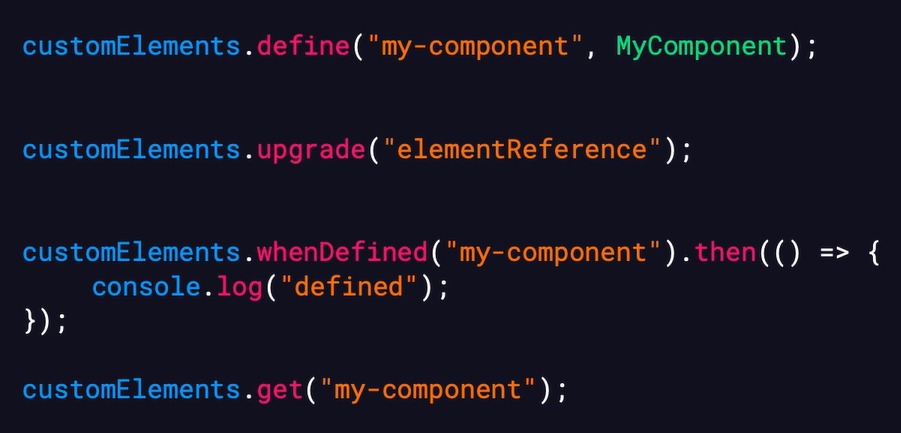 customElements.define("my-component", MyComponent);
customElements.upgrade("elementReference");
customElements.whenDefined("my-component").then(() => {
console.log("defined");
});
customElements.get("my-component");